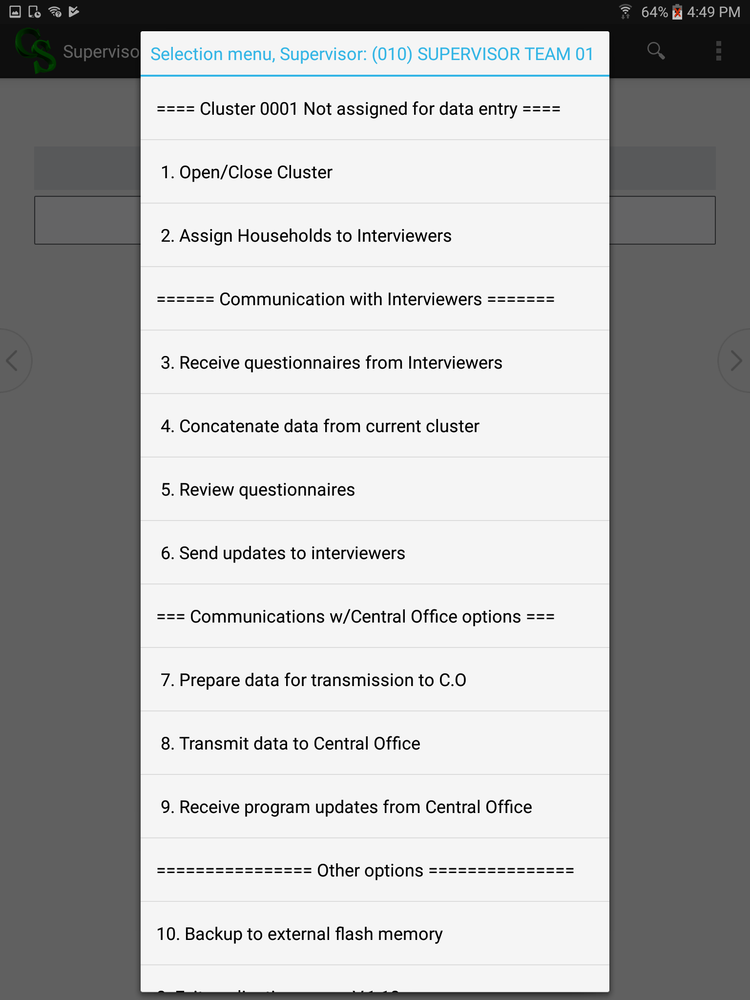 64% 4:49 PM
CS Superviso
Selection menu, Supervisor: (010) SUPERVISOR TEAM 01
==== Cluster 0001 Not assigned for data entry ====
1. Open/Close Cluster
2. Assign Households to Interviewers
====== Communication with Interviewers =======
3. Receive questionnaires from Interviewers
4. Concatenate data from current cluster
5. Review questionnaires
6. Send updates to interviewers
=== Communications w/Central Office options ===
7. Prepare data for transmission to C.O
8. Transmit data to Central Office
9. Receive program updates from Central Office
================ Other options ===============
10. Backup to external flash memory